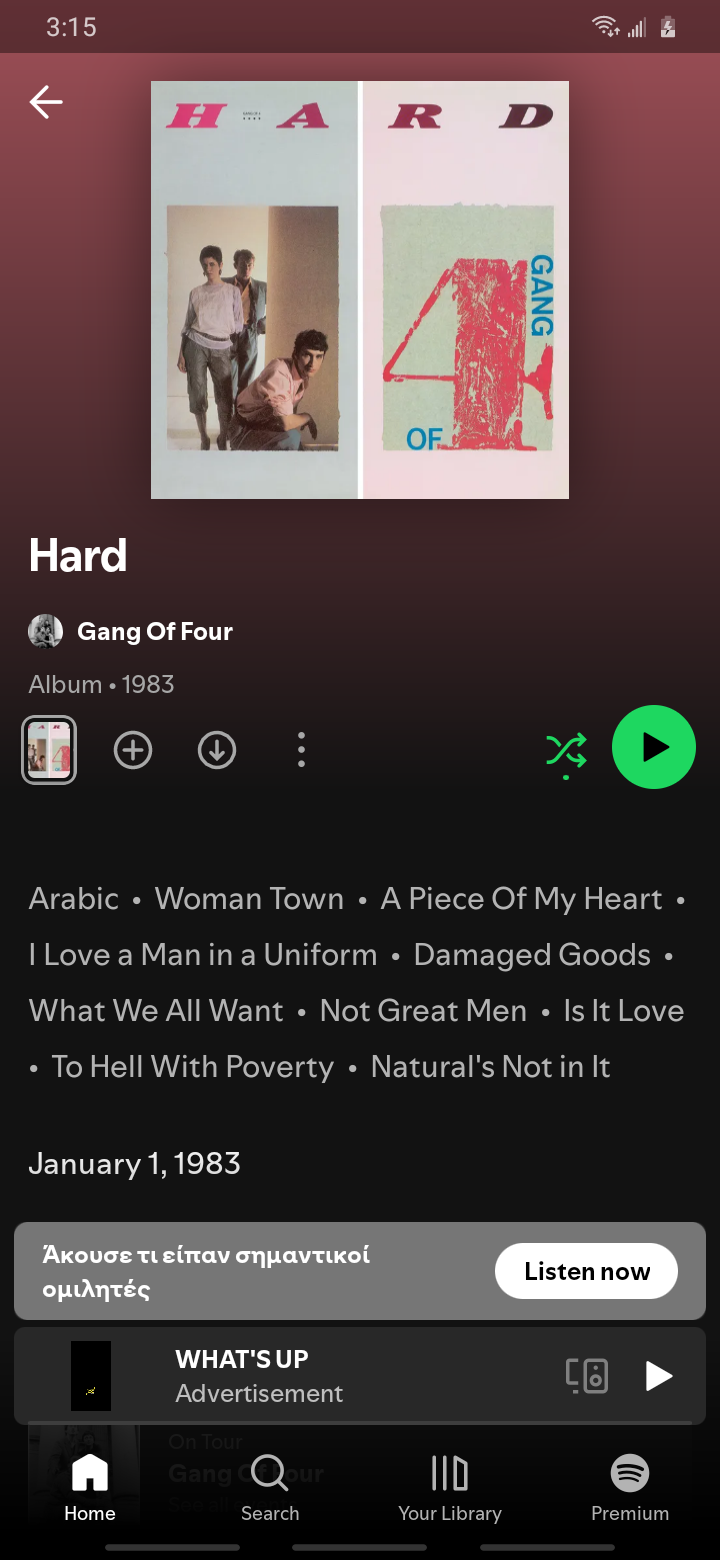 3:15
H A R D
GANG
4
OF
Hard
Gang Of Four
Album • 1983
Arabic • Woman Town • A Piece Of My Heart •
I Love a Man in a Uniform • Damaged Goods •
What We All Want • Not Great Men • Is It Love
• To Hell With Poverty • Natural's Not in It
January 1, 1983
Άκουσε τι είπαν σημαντικοί
ομιλητές
Listen now
WHAT'S UP
Advertisement
On Tour
Gang Of Four
Home
Search
Your Library
Premium